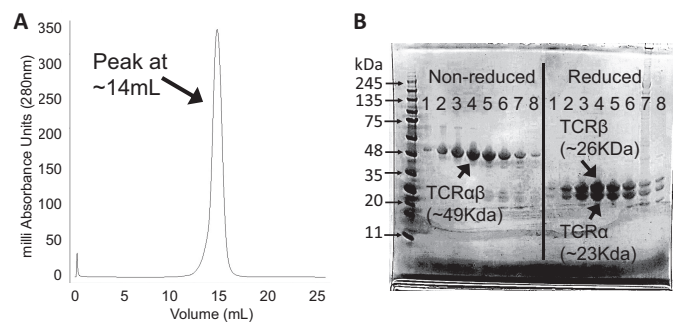 A
milli Absorbance Units (280nm)
350
300
250
200
150
100
50
0
Peak at
~14mL
0 5 10 15 20 25
Volume (mL)
B
kDa
245
135
75
48
35
20
11
Non-reduced Reduced
1 2 3 4 5 6 7 8 1 2 3 4 5 6 7 8
TCRβ
(~26KDa)
TCRαβ
(~49Kda)
TCRα
(~23Kda)